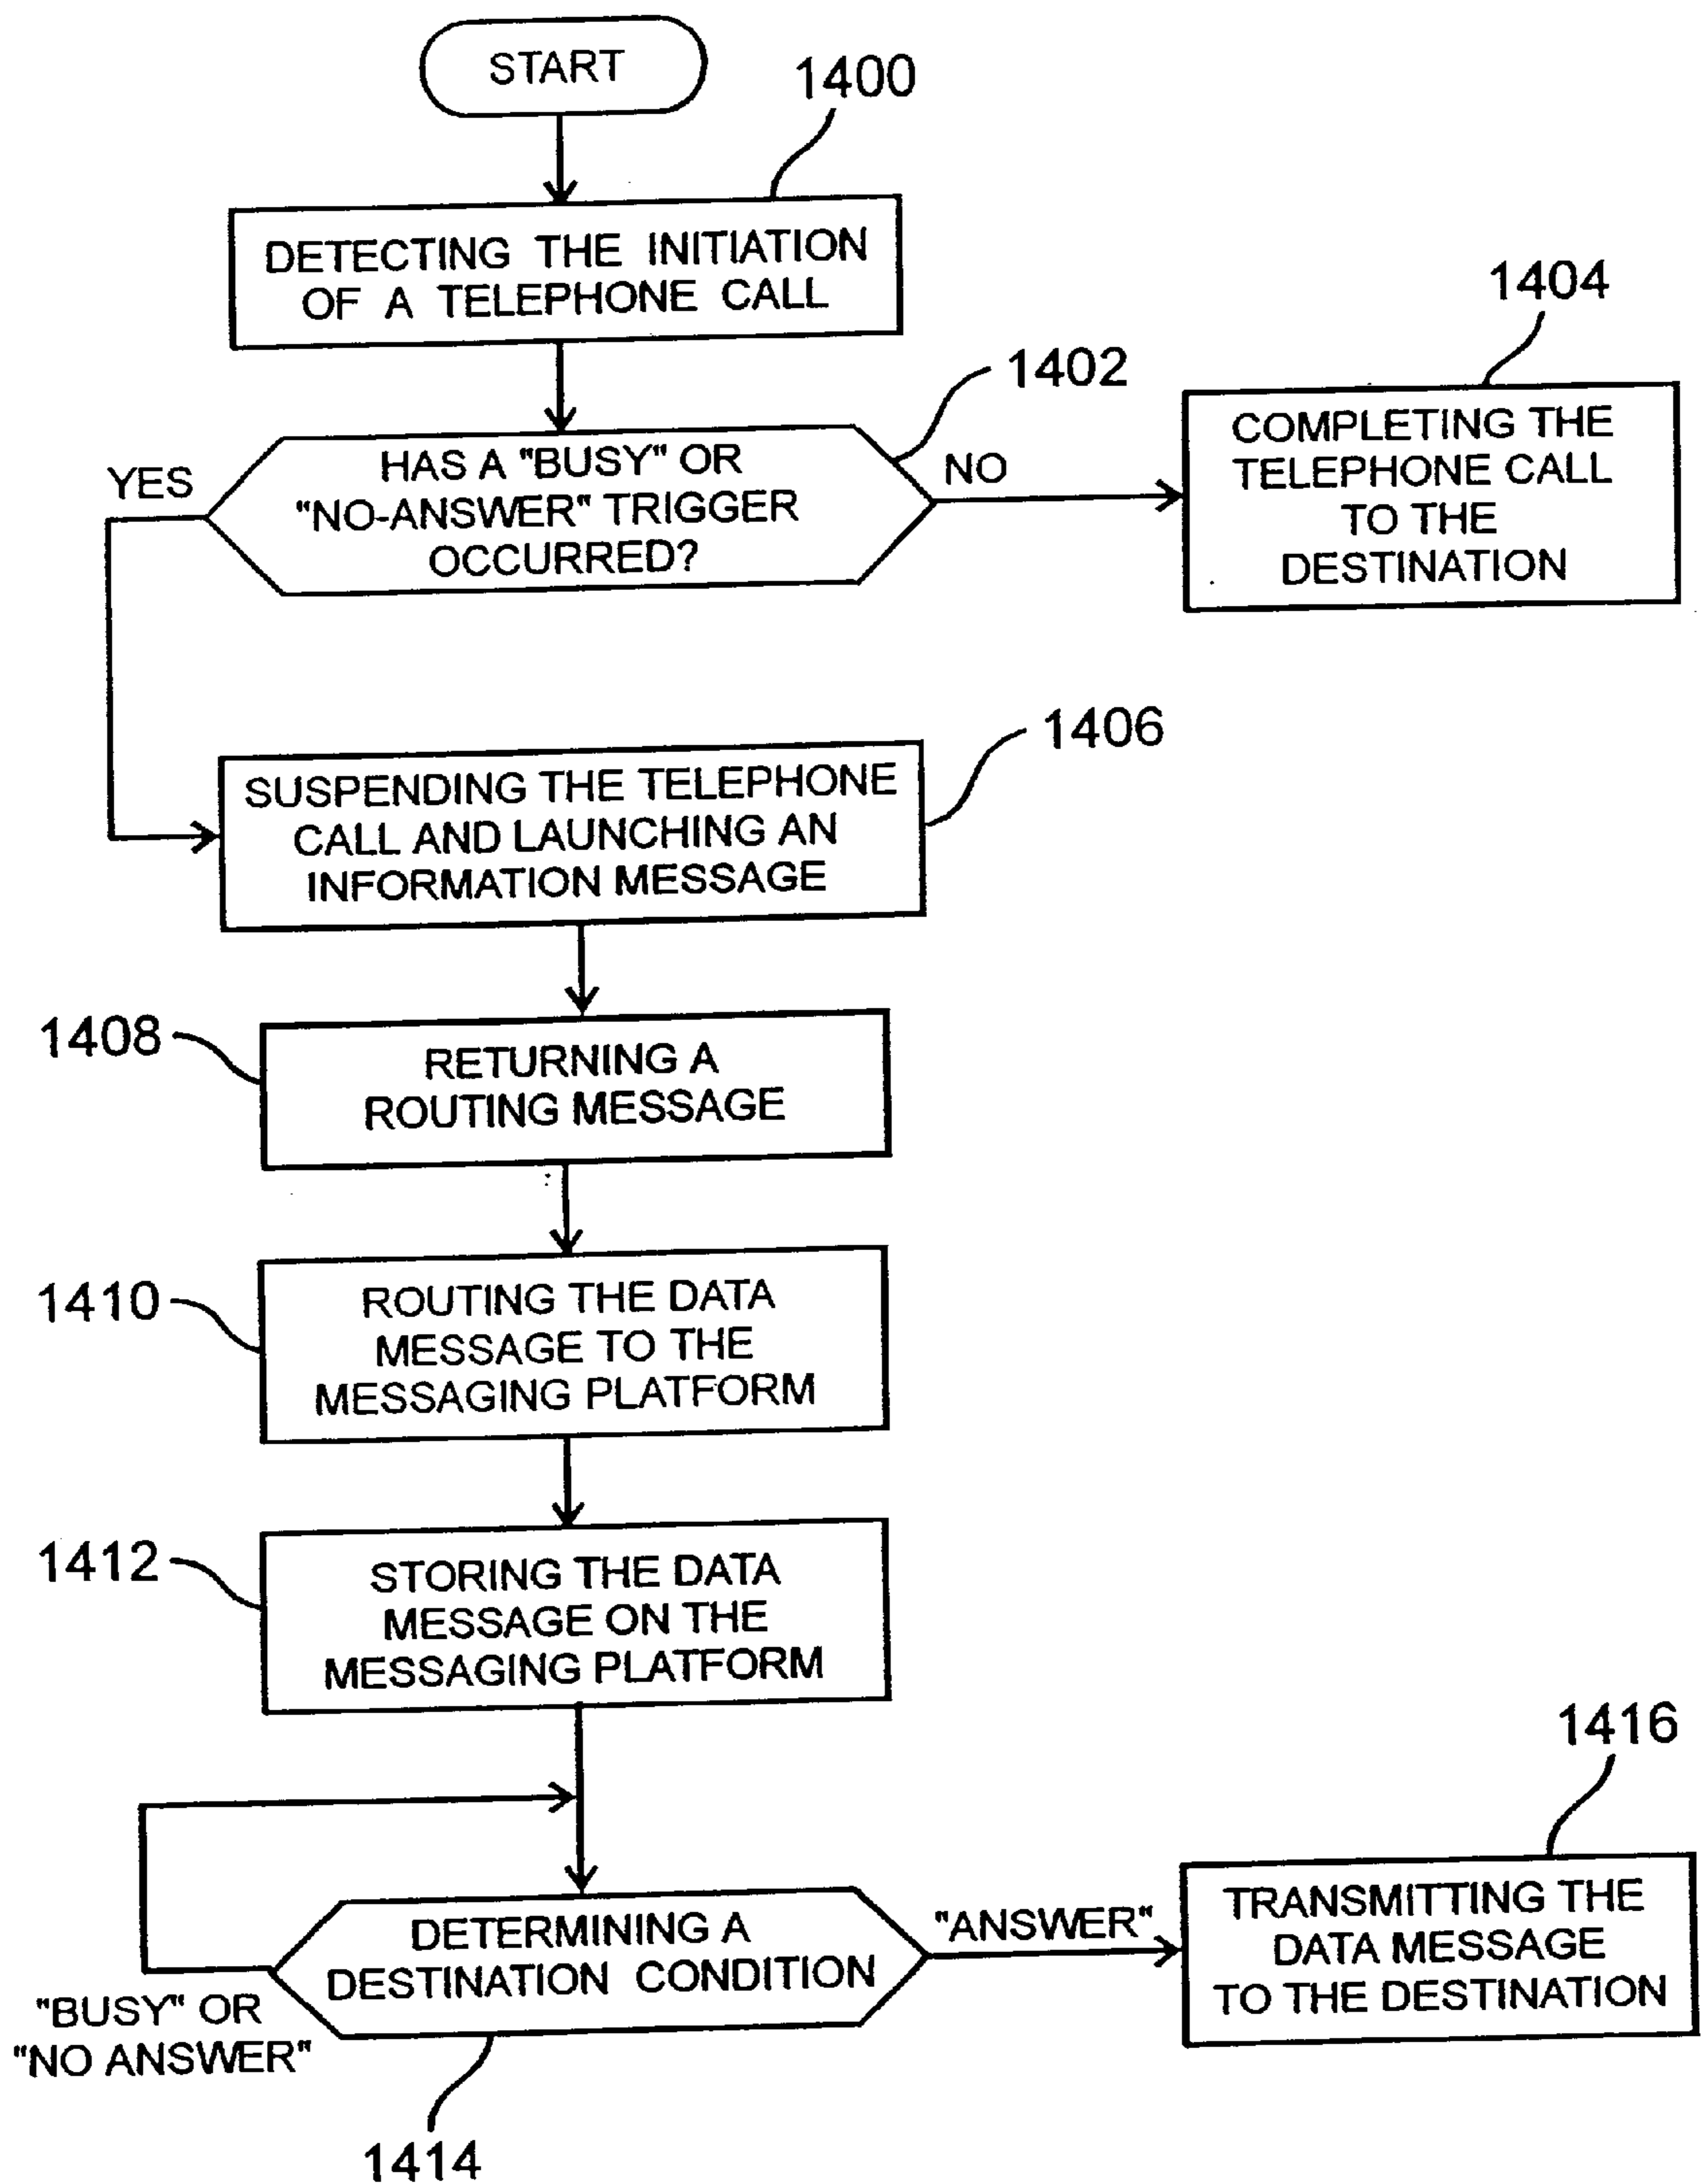 START
1400
DETECTING THE INITIATION
OF A TELEPHONE CALL
1402
1404
YES
HAS A "BUSY" OR
"NO-ANSWER" TRIGGER
OCCURRED?
NO
COMPLETING THE
TELEPHONE CALL
TO THE
DESTINATION
1406
SUSPENDING THE TELEPHONE
CALL AND LAUNCHING AN
INFORMATION MESSAGE
1408
RETURNING A
ROUTING MESSAGE
1410
ROUTING THE DATA
MESSAGE TO THE
MESSAGING PLATFORM
1412
STORING THE DATA
MESSAGE ON THE
MESSAGING PLATFORM
1416
DETERMINING A
DESTINATION CONDITION
"ANSWER"
TRANSMITTING THE
DATA MESSAGE
TO THE DESTINATION
"BUSY" OR
"NO ANSWER"
1414